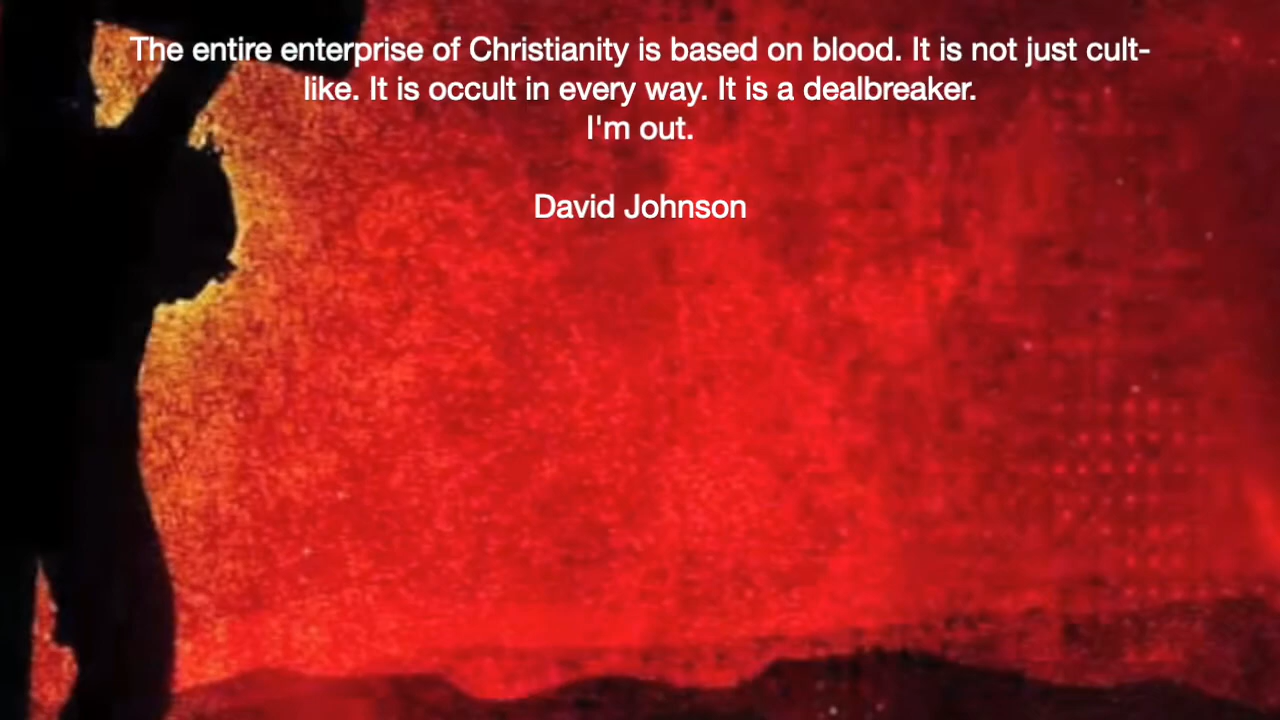 The entire enterprise of Christianity is based on blood. It is not just cult-
like. It is occult in every way. It is a dealbreaker.
I'm out.
David Johnson